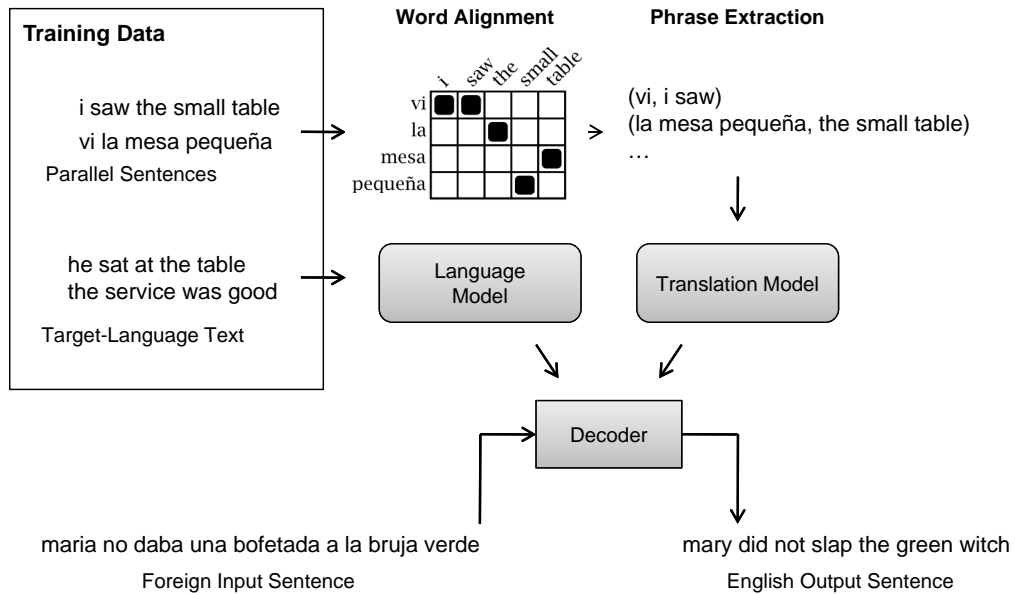 Training Data
Word Alignment
Phrase Extraction
i saw the small table
vi la mesa pequeña
Parallel Sentences
i
saw
the
small
table
vi
la
mesa
pequeña
(vi, i saw)
(la mesa pequeña, the small table)
…
he sat at the table
the service was good
Target-Language Text
Language
Model
Translation Model
Decoder
maria no daba una bofetada a la bruja verde
Foreign Input Sentence
mary did not slap the green witch
English Output Sentence